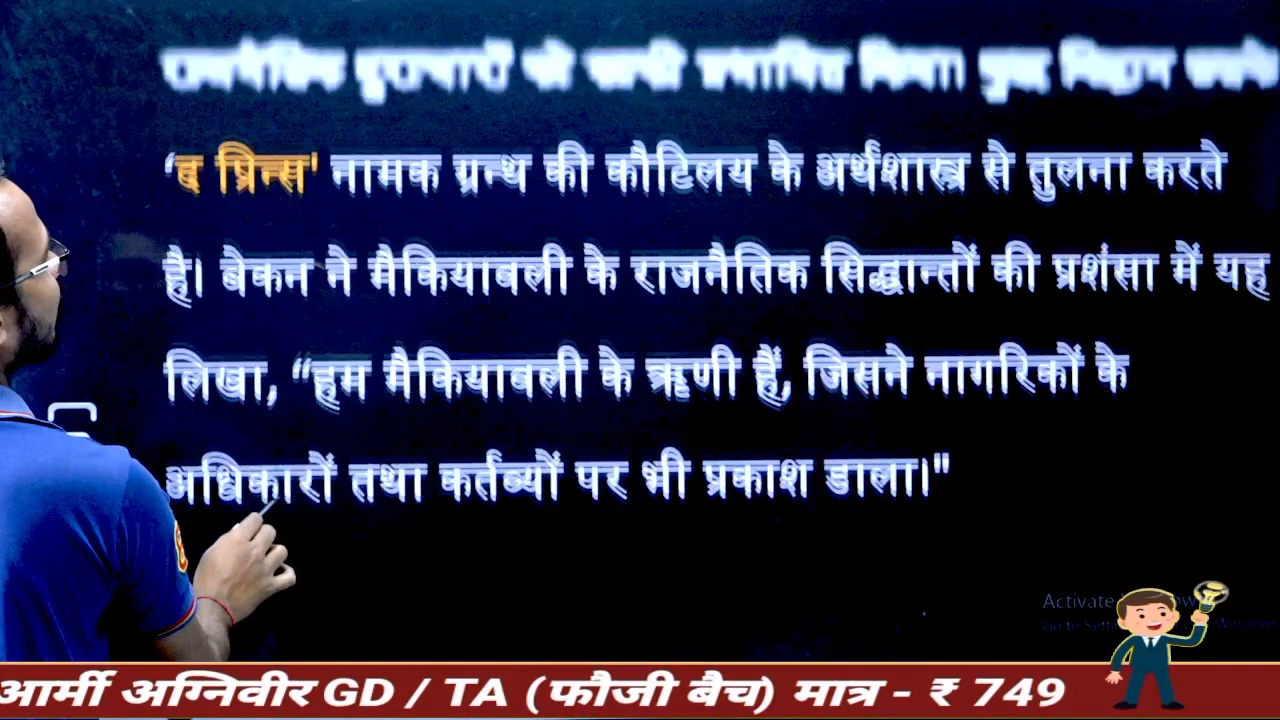 'द प्रिन्स' नामक ग्रन्थ की कौटिलय के अर्थशास्त्र से तुलना करते
है। बेकन ने मैकियावली के राजनैतिक सिद्धान्तों की प्रशंसा में यह
लिखा, “हम मैकियावली के ऋणी हैं, जिसने नागरिकों के
अधिकारों तथा कर्तव्यों पर भी प्रकाश डाला।"
Activate
आर्मी अग्निवीर GD / TA (फौजी बैच) मात्र - ₹ 749